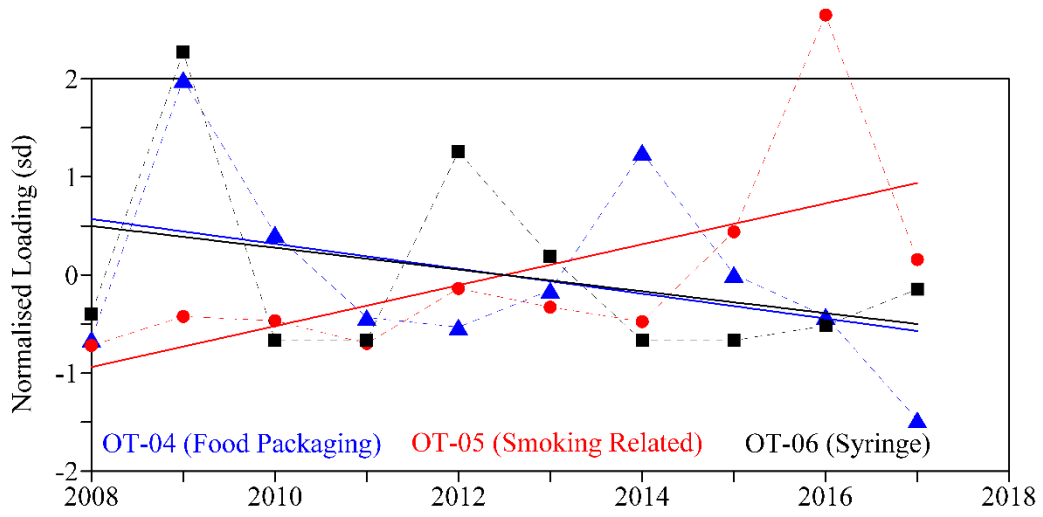 Normalised Loading (sd)
2
1
0
-1
-2
OT-04 (Food Packaging) OT-05 (Smoking Related) OT-06 (Syringe)
2008 2010 2012 2014 2016 2018